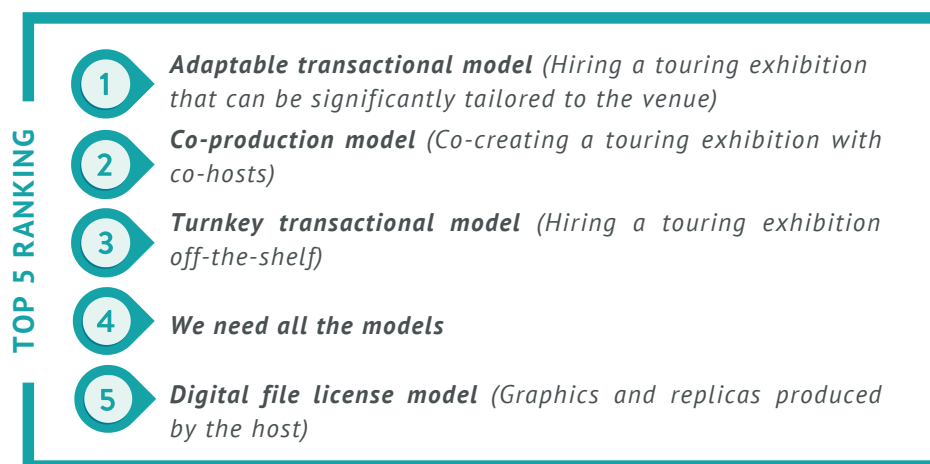 TOP 5 RANKING
1
Adaptable transactional model (Hiring a touring exhibition
that can be significantly tailored to the venue)
2
Co-production model (Co-creating a touring exhibition with
co-hosts)
3
Turnkey transactional model (Hiring a touring exhibition
off-the-shelf)
4
We need all the models
5
Digital file license model (Graphics and replicas produced
by the host)